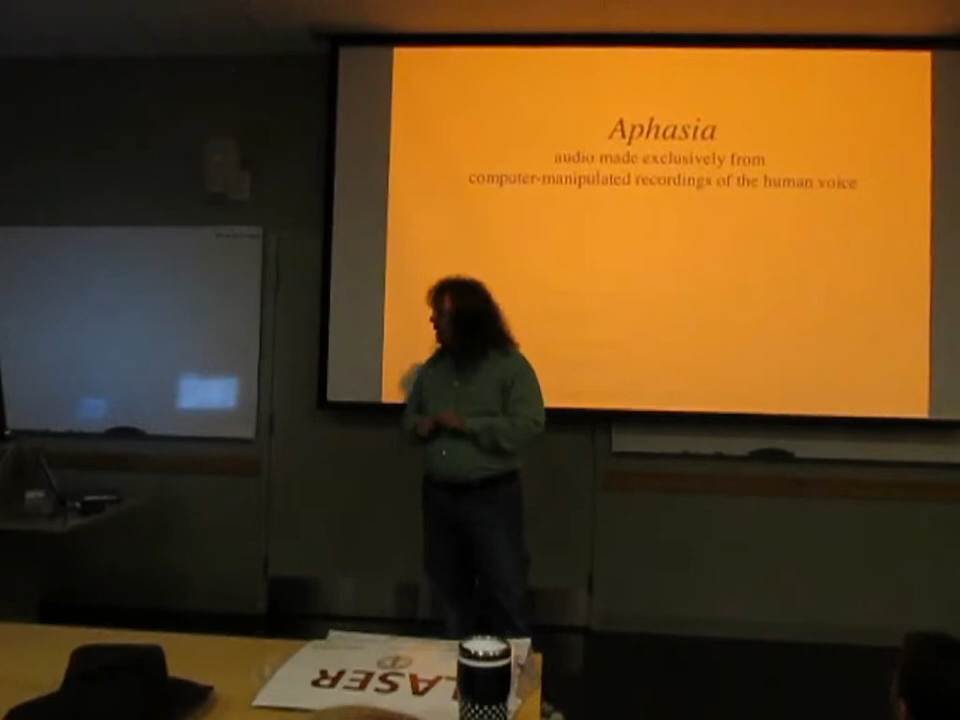 Aphasia
audio made exclusively from
computer-manipulated recordings of the human voice
LASER